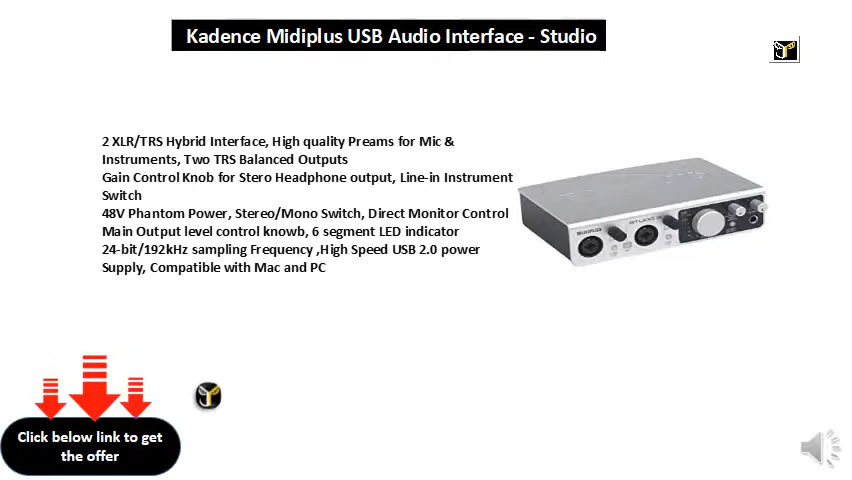 Kadence Midiplus USB Audio Interface - Studio
2 XLR/TRS Hybrid Interface, High quality Preams for Mic &
Instruments, Two TRS Balanced Outputs
Gain Control Knob for Stero Headphone output, Line-in Instrument
Switch
48V Phantom Power, Stereo/Mono Switch, Direct Monitor Control
Main Output level control knowb, 6 segment LED indicator
24-bit/192kHz sampling Frequency ,High Speed USB 2.0 power
Supply, Compatible with Mac and PC
MIDIPLUS
STUDIO
Click below link to get
the offer